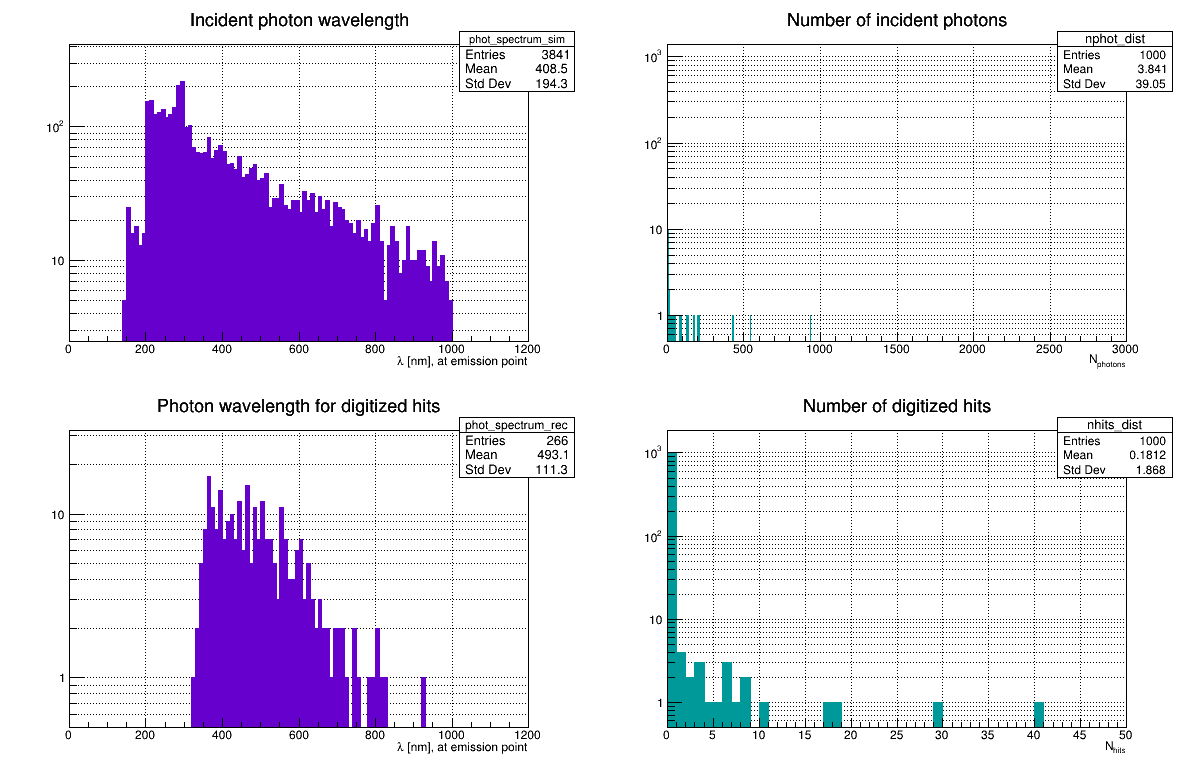 Incident photon wavelength
phot_spectrum_sim
Entries 3841
Mean 408.5
Std Dev 194.3
10²
10
0 200 400 600 800 1000 1200
λ [nm], at emission point
Number of incident photons
nphot_dist
Entries 1000
Mean 3.841
Std Dev 39.05
10³
10²
10
1
0 500 1000 1500 2000 2500 3000
Nphotons
Photon wavelength for digitized hits
phot_spectrum_rec
Entries 266
Mean 493.1
Std Dev 111.3
10
1
0 200 400 600 800 1000 1200
λ [nm], at emission point
Number of digitized hits
nhits_dist
Entries 1000
Mean 0.1812
Std Dev 1.868
10³
10²
10
1
0 5 10 15 20 25 30 35 40 45 50
Nhits